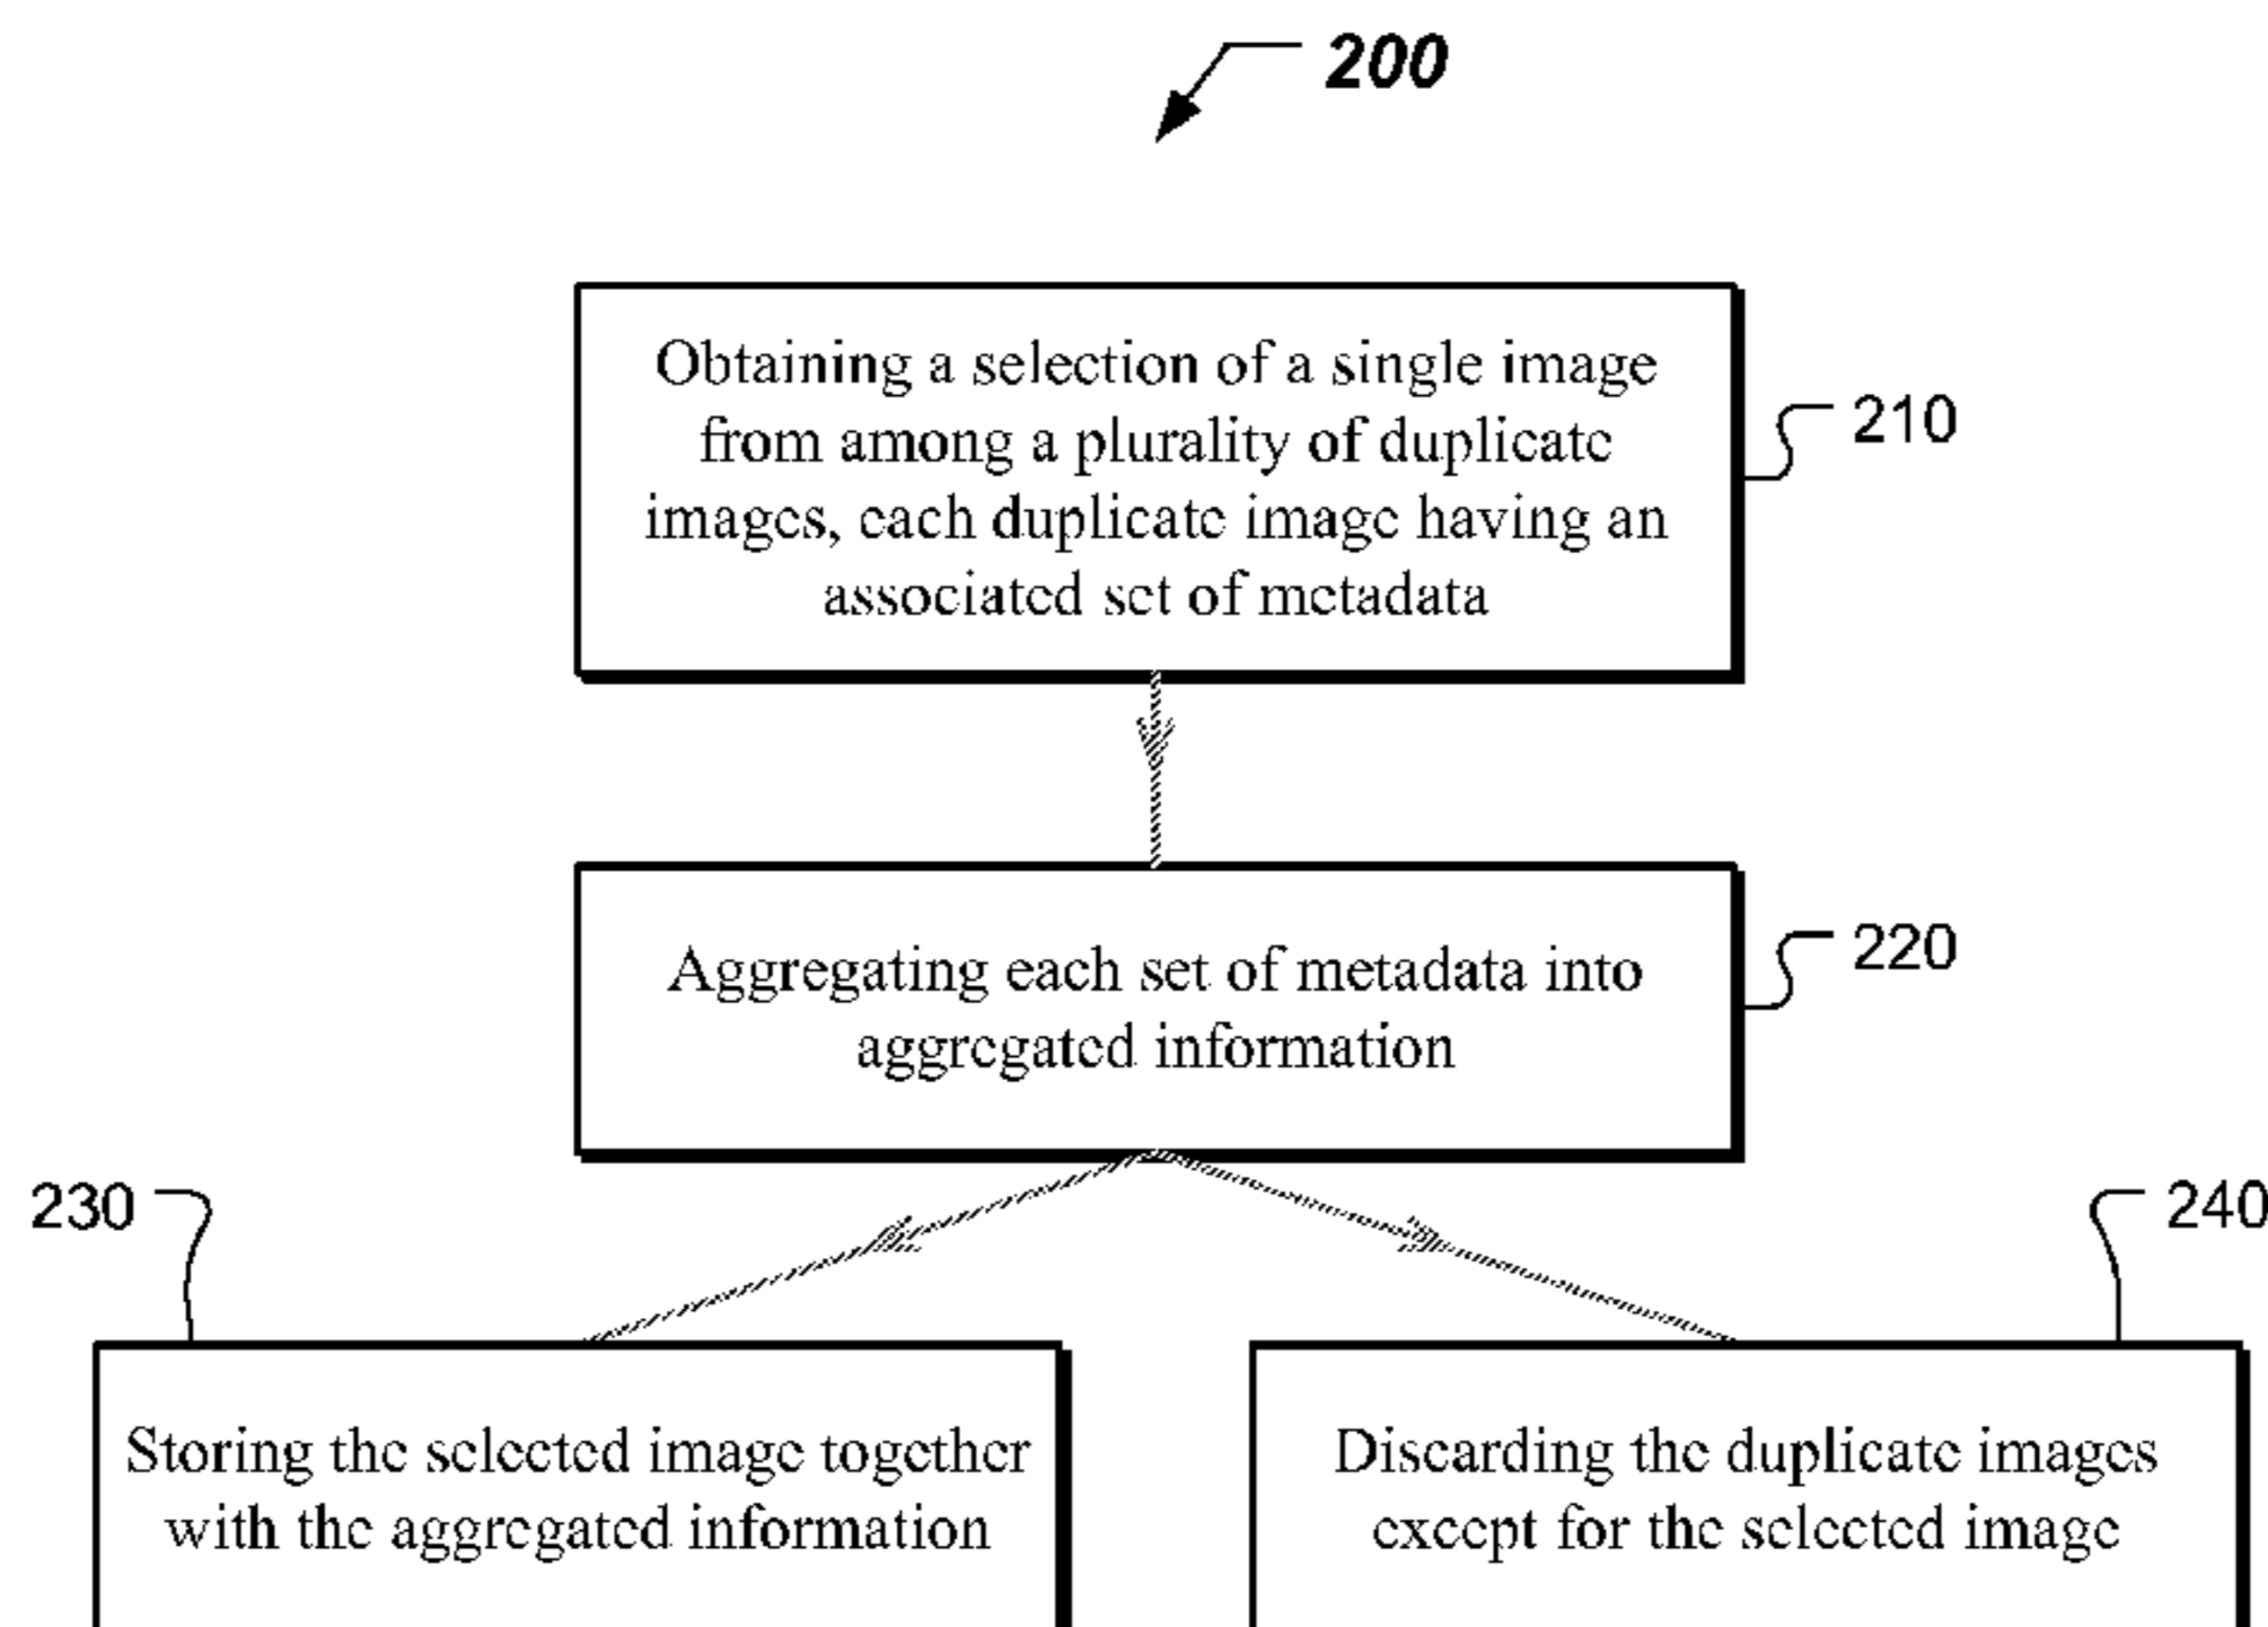 200
Obtaining a selection of a single image
from among a plurality of duplicate
images, each duplicate image having an
associated set of metadata
210
Aggregating each set of metadata into
aggregated information
220
230
240
Storing the selected image together
with the aggregated information
Discarding the duplicate images
except for the selected image